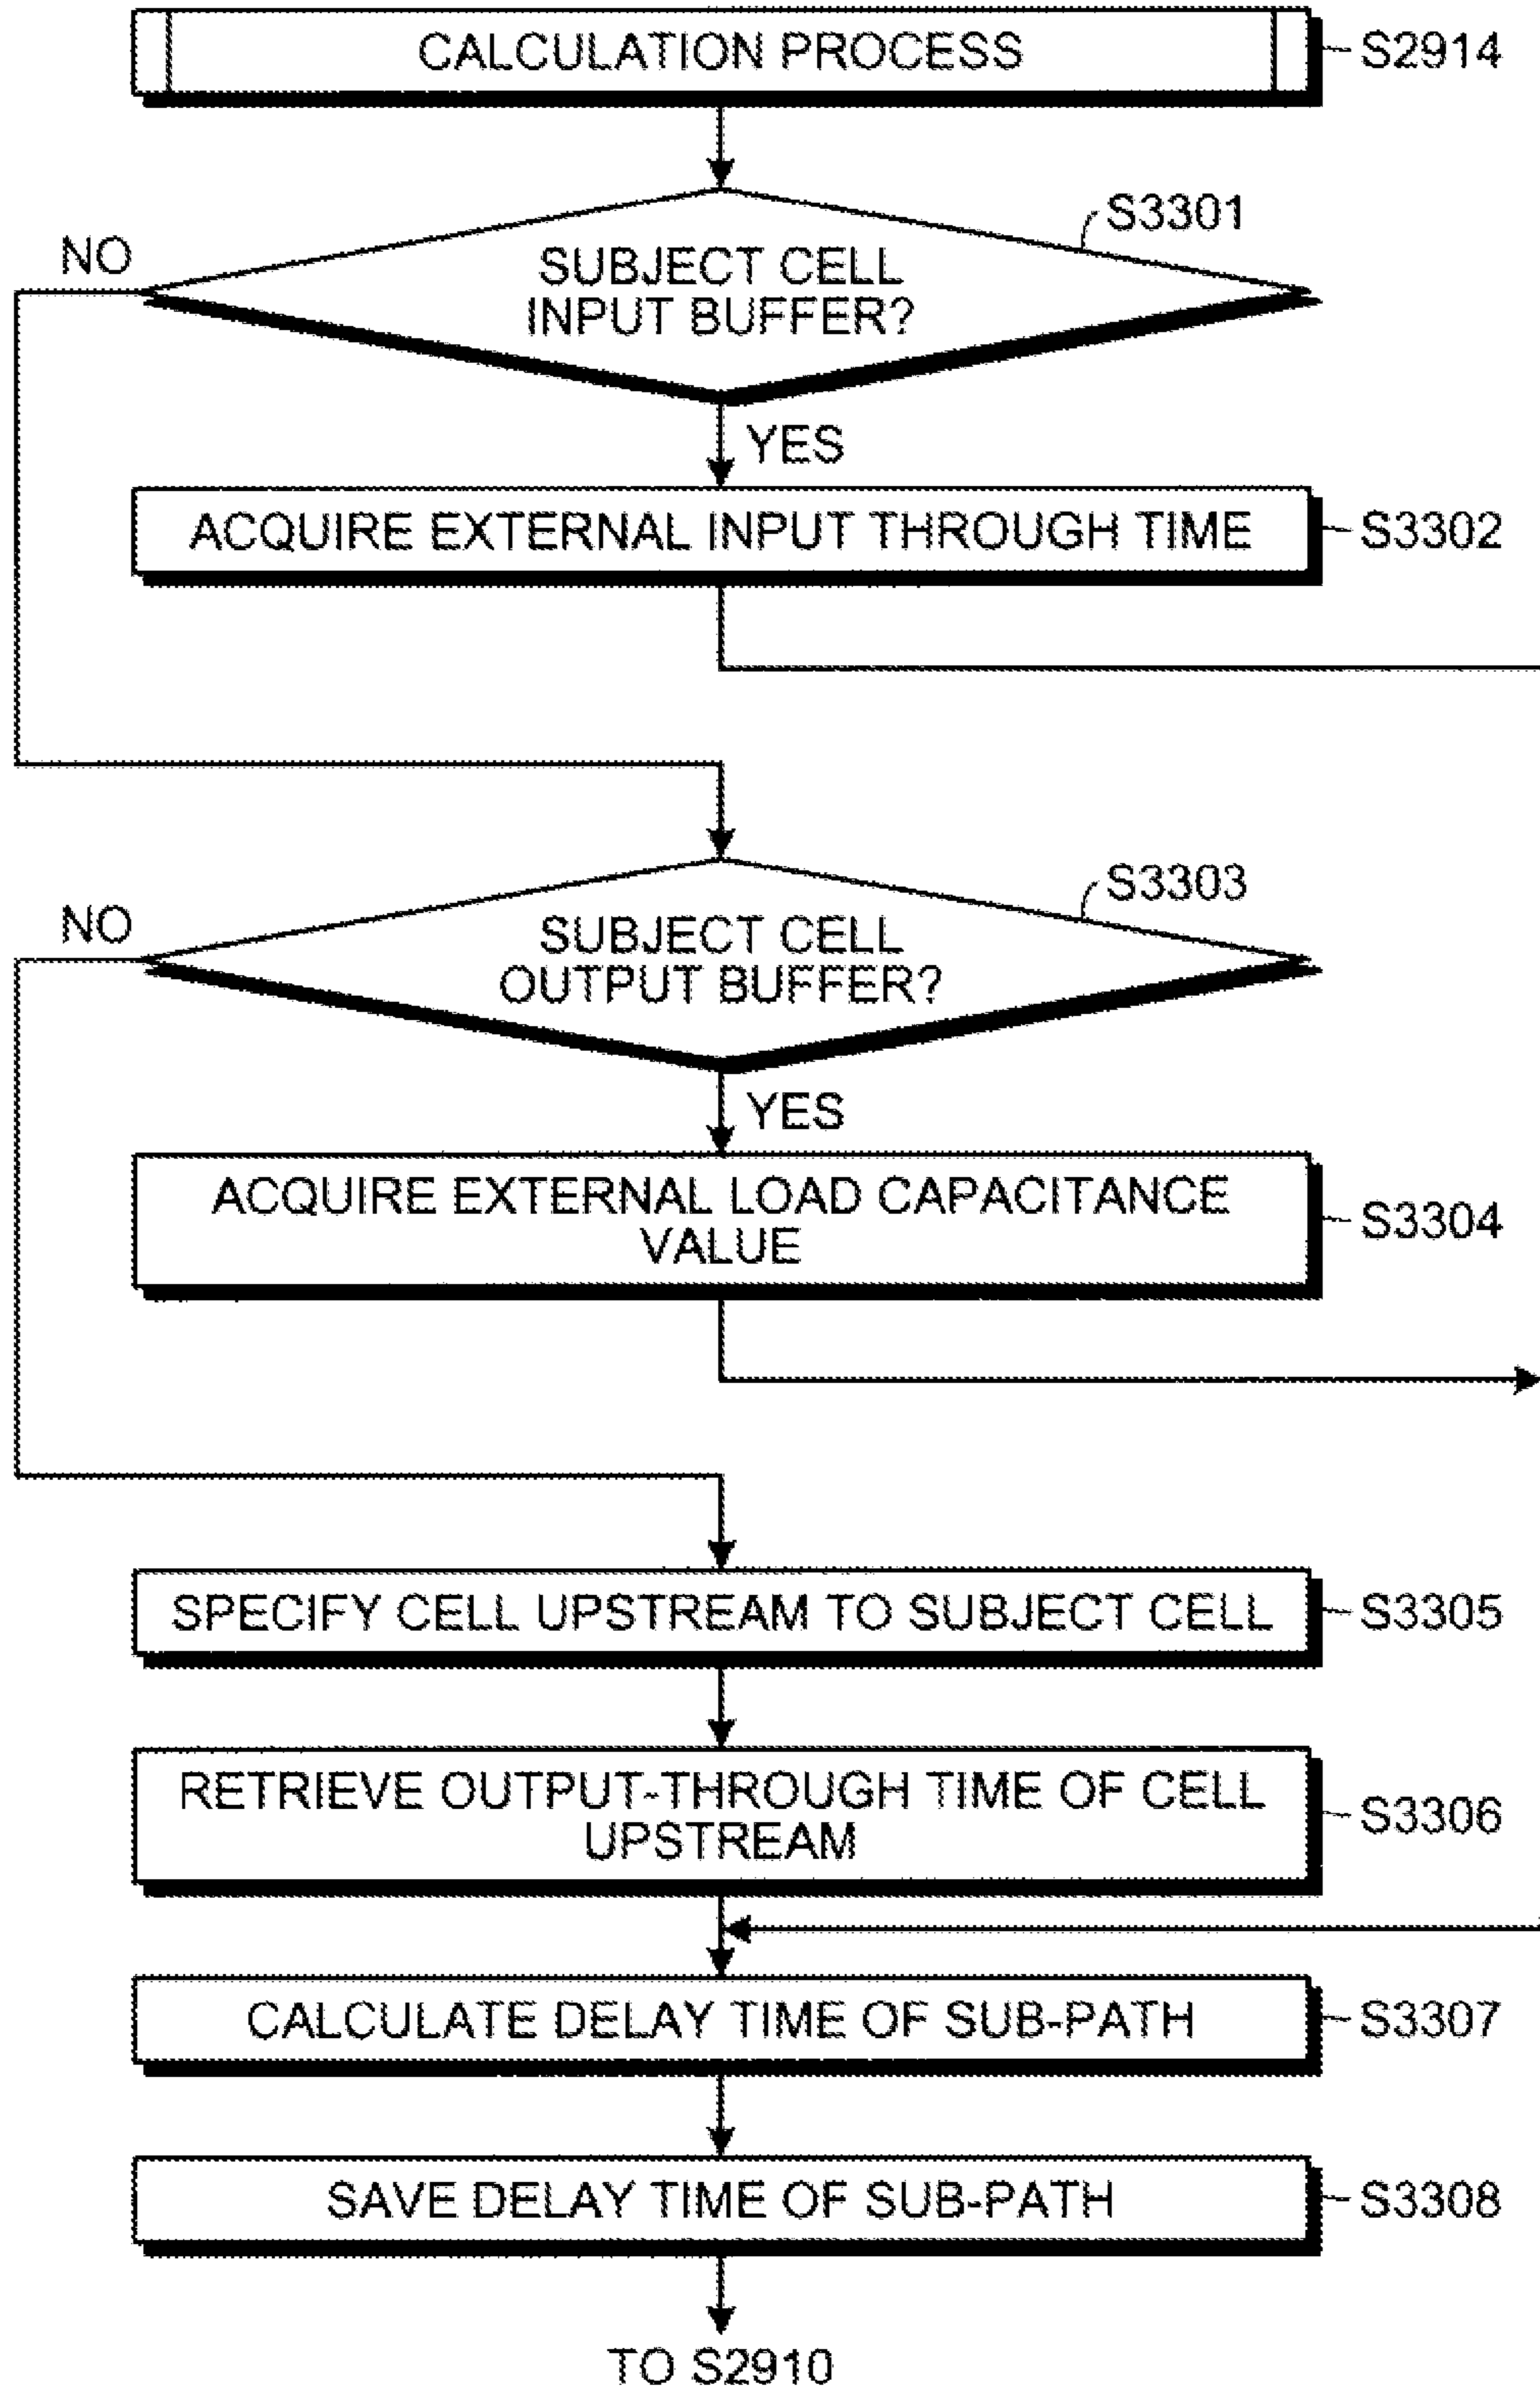 CALCULATION PROCESS
S2914
S3301
NO
SUBJECT CELL
INPUT BUFFER?
YES
ACQUIRE EXTERNAL INPUT THROUGH TIME
S3302
S3303
NO
SUBJECT CELL
OUTPUT BUFFER?
YES
ACQUIRE EXTERNAL LOAD CAPACITANCE
VALUE
S3304
SPECIFY CELL UPSTREAM TO SUBJECT CELL
S3305
RETRIEVE OUTPUT-THROUGH TIME OF CELL
UPSTREAM
S3306
CALCULATE DELAY TIME OF SUB-PATH
S3307
SAVE DELAY TIME OF SUB-PATH
S3308
TO S2910